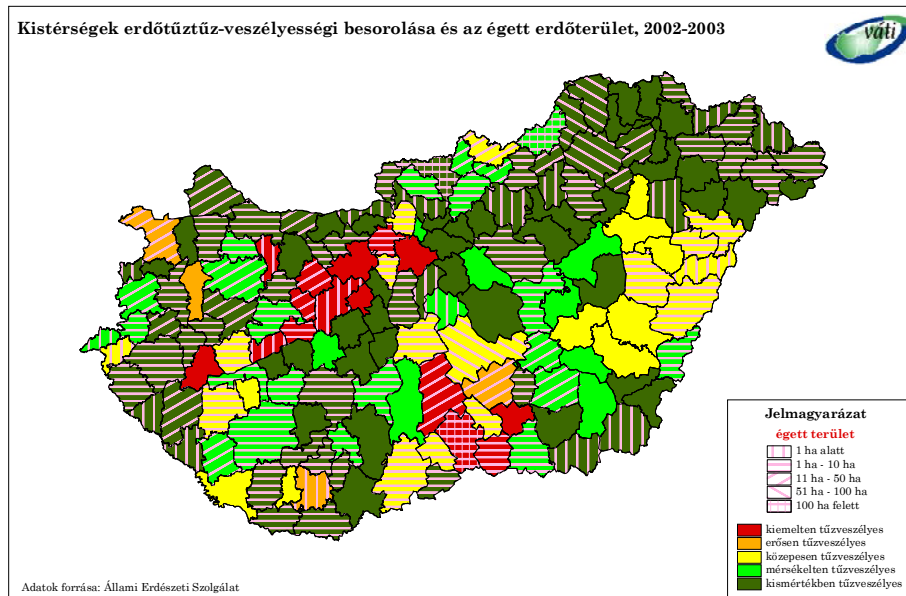 Kistérségek erdőtűztűz-veszélyességi besorolása és az égett erdőterület, 2002-2003
váti
Jelmagyarázat
égett terület
1 ha alatt
1 ha - 10 ha
11 ha - 50 ha
51 ha - 100 ha
100 ha felett
kiemelten tűzveszélyes
erősen tűzveszélyes
közepesen tűzveszélyes
mérsékelten tűzveszélyes
kismértékben tűzveszélyes
Adatok forrása: Állami Erdészeti Szolgálat